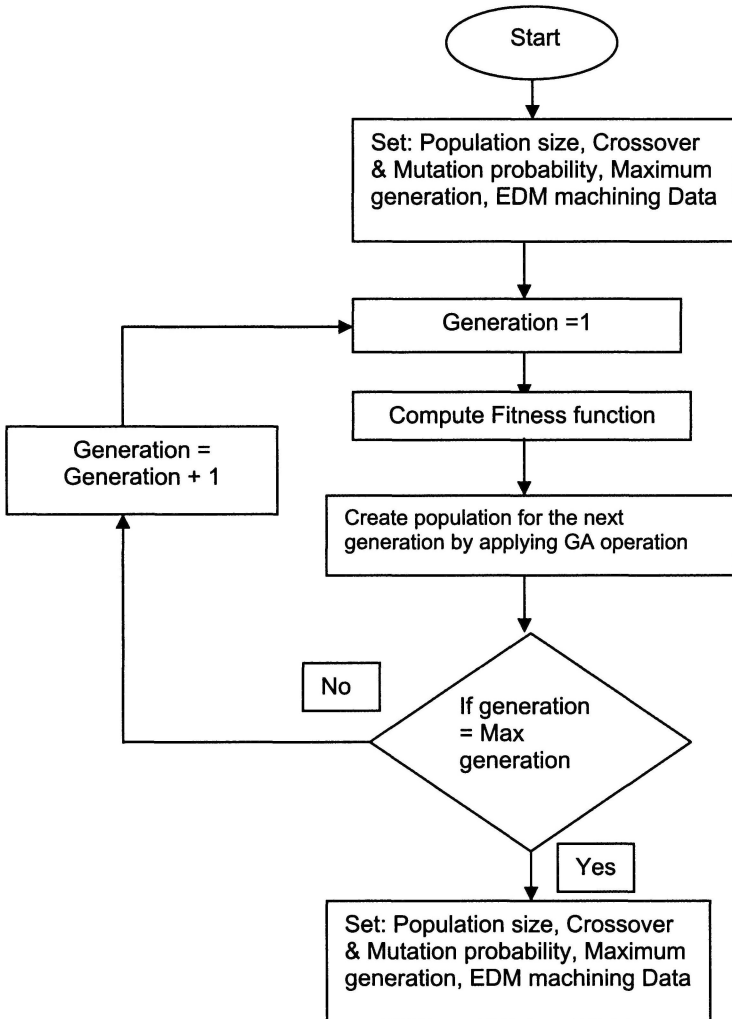 Start
Set: Population size, Crossover
& Mutation probability, Maximum
generation, EDM machining Data
Generation =1
Compute Fitness function
Generation =
Generation + 1
Create population for the next
generation by applying GA operation
No
If generation
= Max
generation
Yes
Set: Population size, Crossover
& Mutation probability, Maximum
generation, EDM machining Data